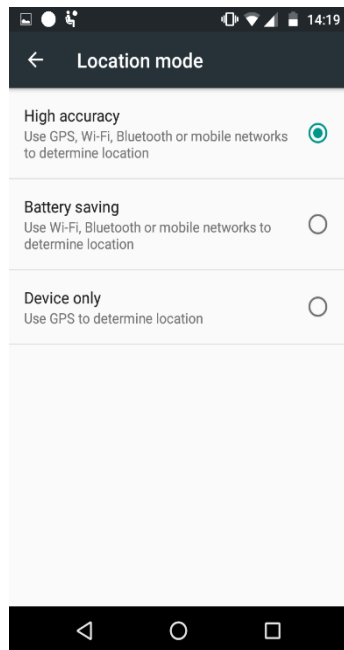 14:19
Location mode
High accuracy
Use GPS, Wi-Fi, Bluetooth or mobile networks
to determine location
Battery saving
Use Wi-Fi, Bluetooth or mobile networks to
determine location
Device only
Use GPS to determine location